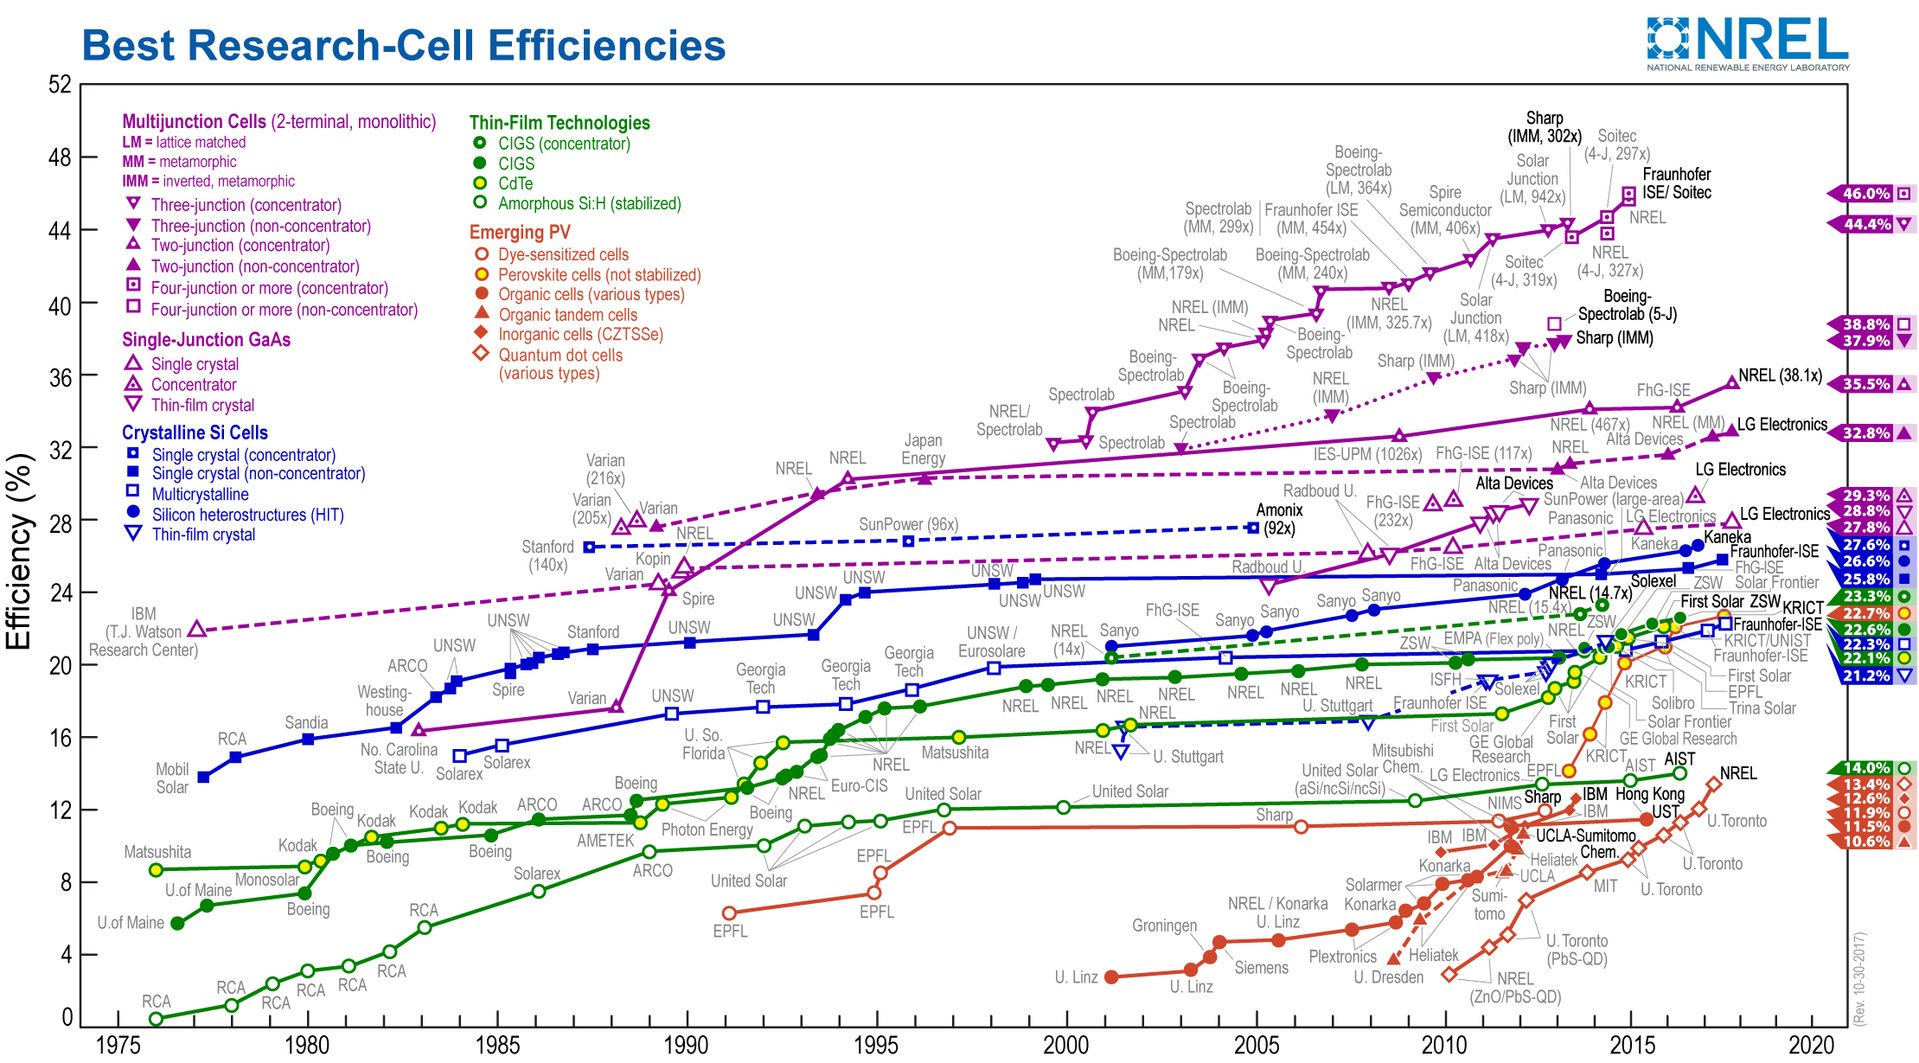 Best Research-Cell Efficiencies
NREL
NATIONAL RENEWABLE ENERGY LABORATORY
Efficiency (%)
52
48
44
40
36
32
28
24
20
16
12
8
4
0
1975
1980
1985
1990
1995
2000
2005
2010
2015
2020
Multijunction Cells (2-terminal, monolithic)
LM = lattice matched
MM = metamorphic
IMM = inverted, metamorphic
Three-junction (concentrator)
Three-junction (non-concentrator)
Two-junction (concentrator)
Two-junction (non-concentrator)
Four-junction or more (concentrator)
Four-junction or more (non-concentrator)
Single-Junction GaAs
Single crystal
Concentrator
Thin-film crystal
Crystalline Si Cells
Single crystal (concentrator)
Single crystal (non-concentrator)
Multicrystalline
Silicon heterostructures (HIT)
Thin-film crystal
Thin-Film Technologies
CIGS (concentrator)
CIGS
CdTe
Amorphous Si:H (stabilized)
Emerging PV
Dye-sensitized cells
Perovskite cells (not stabilized)
Organic cells (various types)
Organic tandem cells
Inorganic cells (CZTSSe)
Quantum dot cells
(various types)
Sharp
(IMM, 302x)
Soitec
(4-J, 297x)
Boeing-
Spectrolab
(LM, 364x)
Solar
Junction
(LM, 942x)
Fraunhofer
ISE/ Soitec
Spire
Semiconductor
(MM, 406x)
Spectrolab
(MM, 299x)
Fraunhofer ISE
(MM, 454x)
NREL
Boeing-Spectrolab
(MM,179x)
Boeing-Spectrolab
(MM, 240x)
Soitec
(4-J, 319x)
NREL
(4-J, 327x)
NREL (IMM)
NREL
NREL
(IMM, 325.7x)
Solar
Junction
(LM, 418x)
Boeing-
Spectrolab (5-J)
Boeing-
Spectrolab
Sharp (IMM)
Boeing-
Spectrolab
Boeing-
Spectrolab
NREL
(IMM)
Sharp (IMM)
Sharp (IMM)
NREL (38.1x)
FhG-ISE
NREL/
Spectrolab
Spectrolab
Spectrolab
Spectrolab
NREL (467x)
NREL (MM)
LG Electronics
IES-UPM (1026x)
FhG-ISE (117x)
NREL
Alta Devices
Japan
Energy
NREL
NREL
Varian
(216x)
Varian
(205x)
Varian
Radboud U.
FhG-ISE
(232x)
Alta Devices
Alta Devices
SunPower (large-area)
LG Electronics
Amonix
(92x)
SunPower (96x)
Stanford
(140x)
Kopin
NREL
Varian
Spire
Panasonic
LG Electronics
LG Electronics
Kaneka
Kaneka
Panasonic
Fraunhofer-ISE
FhG-ISE
FhG-ISE
Alta Devices
Radboud U.
Panasonic
Solexel
ZSW
Solar Frontier
NREL (14.7x)
NREL (15.4x)
First Solar
ZSW
KRICT
Fraunhofer-ISE
KRICT/UNIST
Fraunhofer-ISE
First Solar
EPFL
Trina Solar
Solibro
Solar Frontier
GE Global Research
KRICT
KRICT
IBM
(T.J. Watson
Research Center)
UNSW
UNSW
ARCO
Westing-
house
Spire
Stanford
UNSW
UNSW
UNSW
UNSW
UNSW
UNSW
UNSW
UNSW /
Eurosolare
FhG-ISE
NREL
(14x)
Sanyo
Sanyo
Sanyo
Sanyo
Sanyo
ZSW
EMPA (Flex poly)
NREL
ZSW
Varian
UNSW
Georgia
Tech
Georgia
Tech
Georgia
Tech
Sandia
RCA
Mobil
Solar
No. Carolina
State U.
Solarex
Solarex
NREL
NREL
NREL
NREL
NREL
NREL
NREL
ISFH
Solexel
Fraunhofer ISE
First Solar
U. Stuttgart
U. Stuttgart
NREL
NREL
GE Global
Research
First
Solar
LG Electronics
EPFL
U. So.
Florida
Matsushita
NREL
Euro-CIS
NREL
Boeing
Boeing
ARCO
ARCO
AMETEK
Photon Energy
Boeing
Kodak
Kodak
Kodak
Boeing
Boeing
Kodak
Matsushita
Monosolar
Boeing
U.of Maine
U.of Maine
Solarex
ARCO
United Solar
United Solar
United Solar
United Solar
(aSi/ncSi/ncSi)
Mitsubishi
Chem.
AIST
AIST
RCA
RCA
RCA
RCA
RCA
RCA
RCA
EPFL
EPFL
EPFL
EPFL
Sharp
NIMS
Sharp
IBM
Hong Kong
UST
NREL
IBM
IBM
IBM
UCLA-Sumitomo
Chem.
U.Toronto
U.Toronto
U. Toronto
MIT
Konarka
Solarmer
Konarka
Heliatek
UCLA
Sumi-
tomo
Groningen
NREL / Konarka
U. Linz
Siemens
U. Linz
U. Linz
Plextronics
Heliatek
U. Dresden
U. Toronto
(PbS-QD)
NREL
(ZnO/PbS-QD)
46.0%
44.4%
38.8%
37.9%
35.5%
32.8%
29.3%
28.8%
27.8%
27.6%
26.6%
25.8%
23.3%
22.7%
22.6%
22.3%
22.1%
21.2%
14.0%
13.4%
12.6%
11.9%
11.5%
10.6%
(Rev. 10-30-2017)